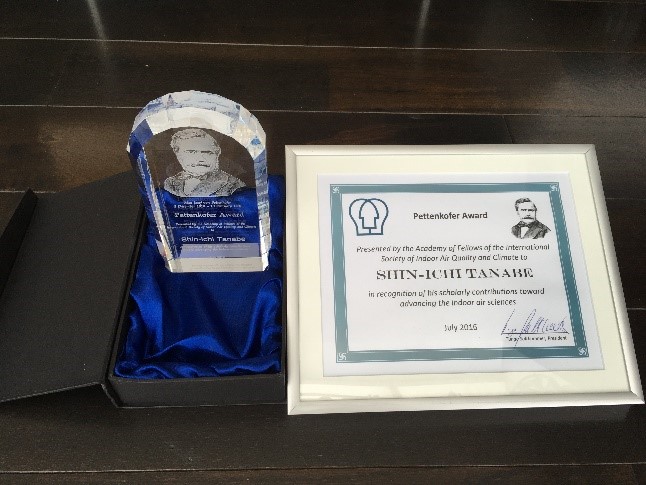 Pettenkofer Award
Shin-ichi Tanabe
Pettenkofer Award
Presented by the Academy of Fellows of the International
Society of Indoor Air Quality and Climate to
SHIN-ICHI TANABE
in recognition of his scholarly contributions toward
advancing the indoor air sciences
July 2016
President